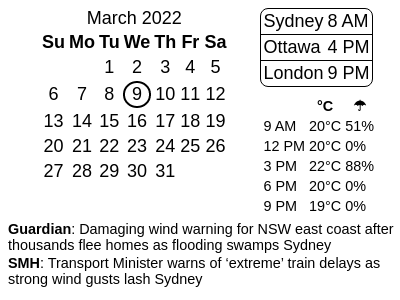 March 2022
Su Mo Tu We Th Fr Sa
1 2 3 4 5
6 7 8 9 10 11 12
13 14 15 16 17 18 19
20 21 22 23 24 25 26
27 28 29 30 31
Sydney 8 AM
Ottawa 4 PM
London 9 PM
°C ☂
9 AM 20°C 51%
12 PM 20°C 0%
3 PM 22°C 88%
6 PM 20°C 0%
9 PM 19°C 0%
Guardian: Damaging wind warning for NSW east coast after
thousands flee homes as flooding swamps Sydney
SMH: Transport Minister warns of ‘extreme’ train delays as
strong wind gusts lash Sydney